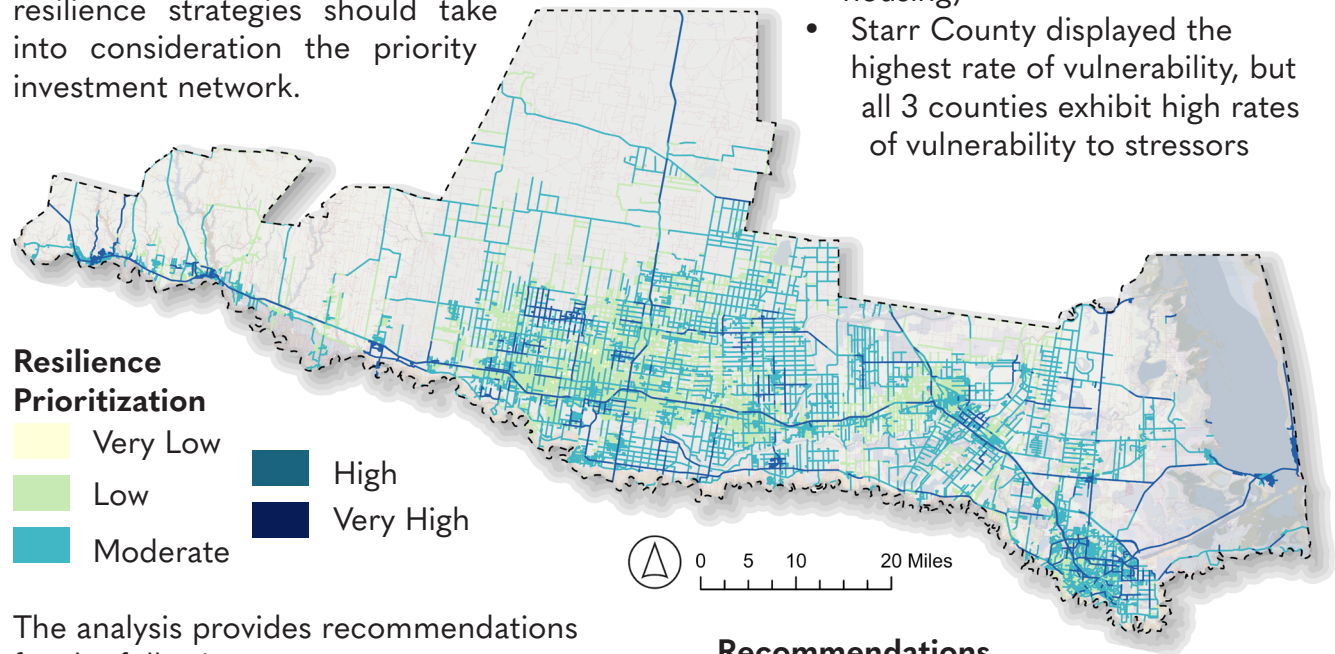 resilience strategies should take
into consideration the priority
investment network.
• Starr County displayed the
highest rate of vulnerability, but
all 3 counties exhibit high rates
of vulnerability to stressors
Resilience
Prioritization
Very Low
Low
Moderate
High
Very High
0 5 10 20 Miles
The analysis provides recommendations
Recommendations